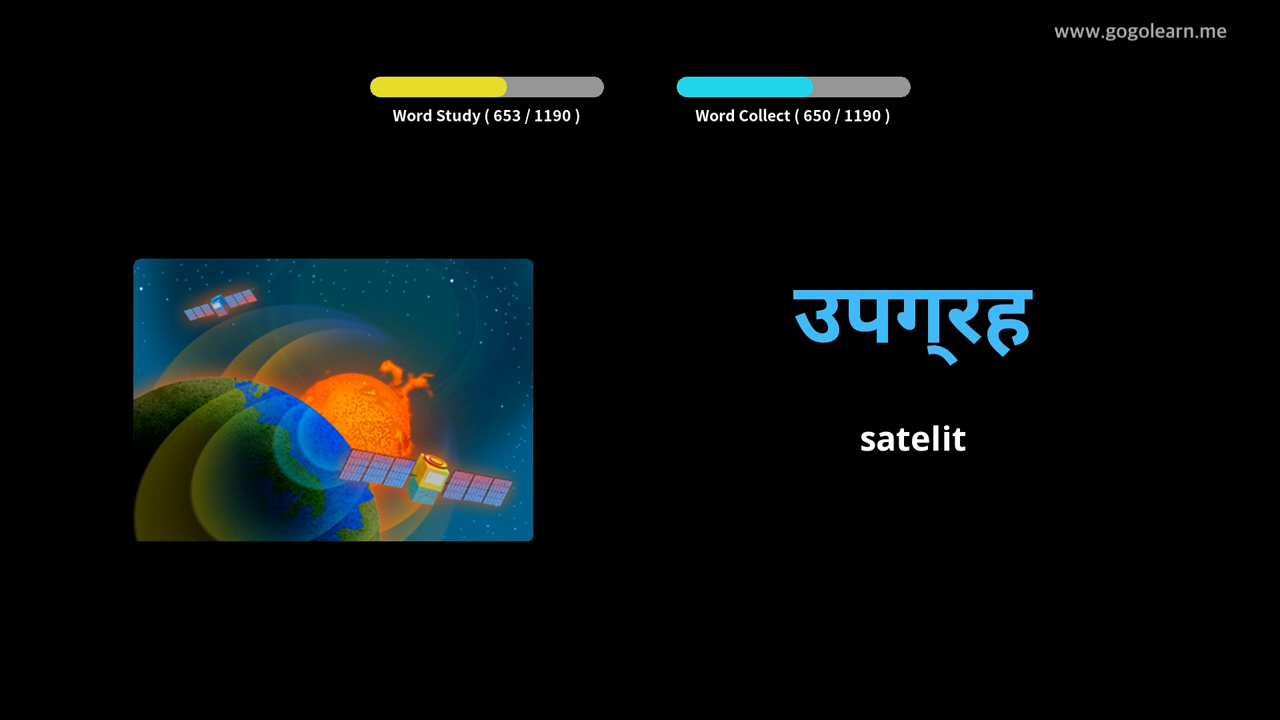 www.gogolearn.me
Word Study ( 653 / 1190 )
Word Collect ( 650 / 1190 )
उपग्रह
satelit